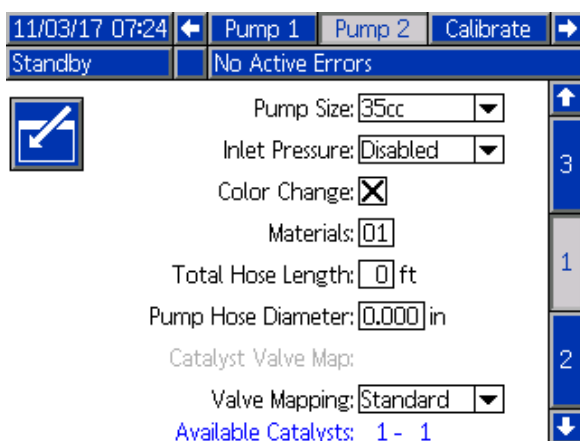 11/03/17 07:24 Pump 1 Pump 2 Calibrate
Standby No Active Errors
Pump Size: 35cc
Inlet Pressure: Disabled
3
Color Change:
Materials: 01
Total Hose Length: 0 ft
1
Pump Hose Diameter: 0.000 in
Catalyst Valve Map:
2
Valve Mapping: Standard
Available Catalysts: 1 - 1